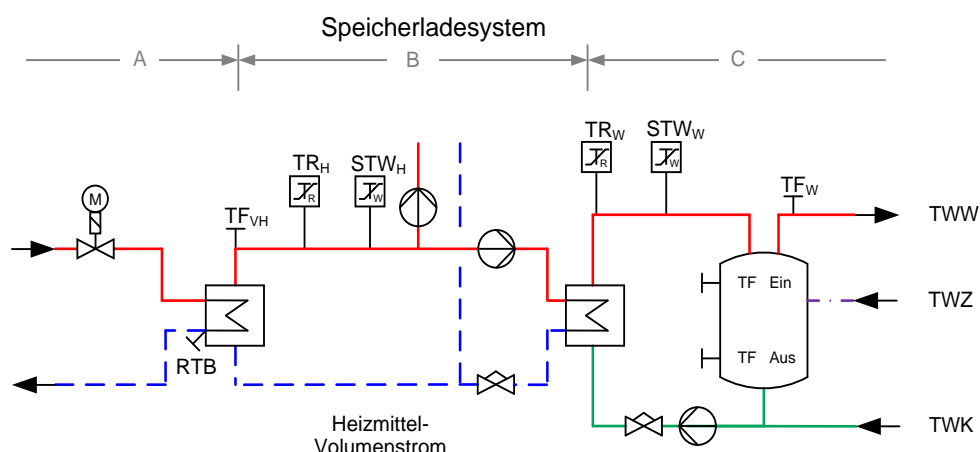 Speicherladesystem
A
B
C
TR_W
STW_W
TR_H
STW_H
M
R
W
R
W
TF_W
TF_VH
TWW
TF Ein
TWZ
RTB
TF Aus
Heizmittel-
Volumenstrom
TWK